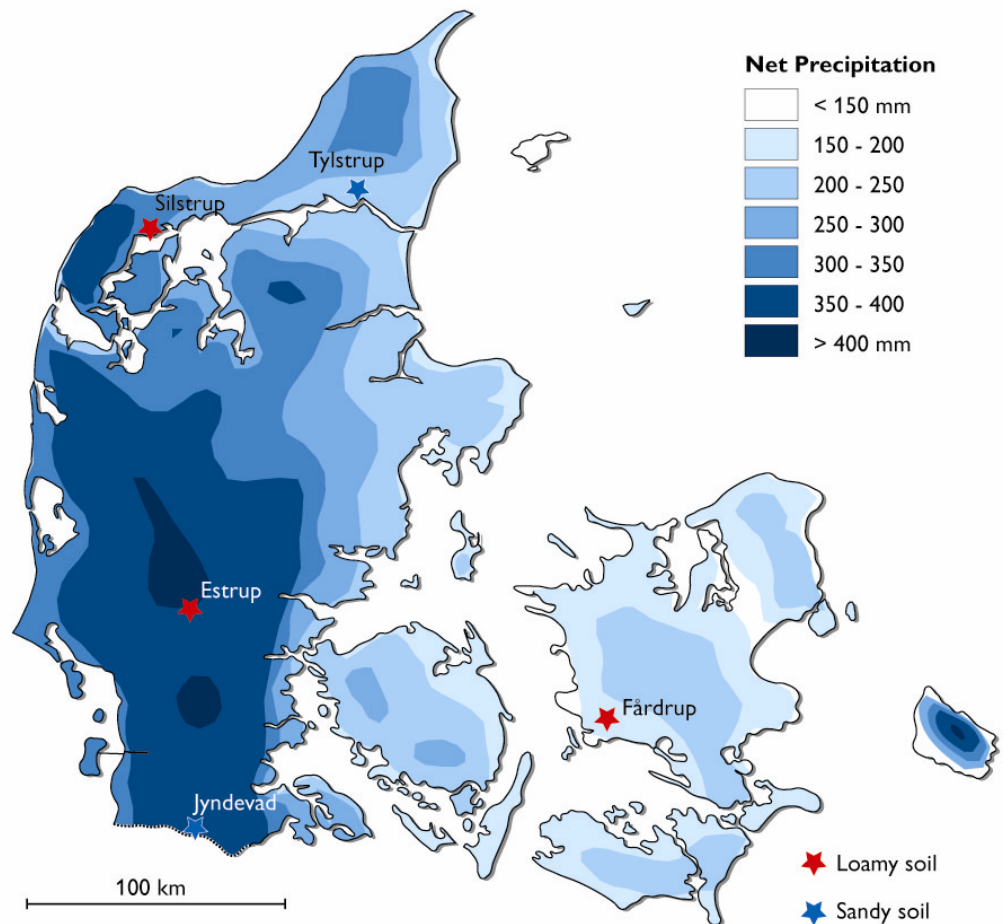 Net Precipitation
< 150 mm
150 - 200
200 - 250
250 - 300
300 - 350
350 - 400
> 400 mm
Tylstrup
Silstrup
Estrup
Fårdrup
Jyndevad
100 km
Loamy soil
Sandy soil